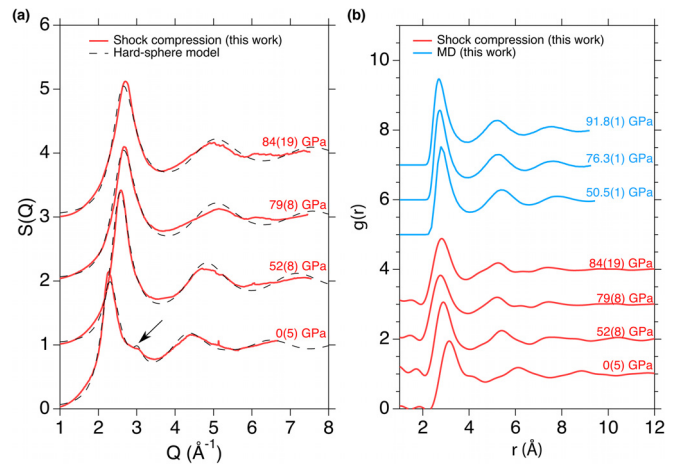 (a)
Shock compression (this work)
Hard-sphere model
84(19) GPa
79(8) GPa
52(8) GPa
0(5) GPa
S(Q)
6
5
4
3
2
1
0
1 2 3 4 5 6 7 8
Q (Å-1)
(b)
Shock compression (this work)
MD (this work)
91.8(1) GPa
76.3(1) GPa
50.5(1) GPa
84(19) GPa
79(8) GPa
52(8) GPa
0(5) GPa
g(r)
10
8
6
4
2
0
2 4 6 8 10 12
r (Å)